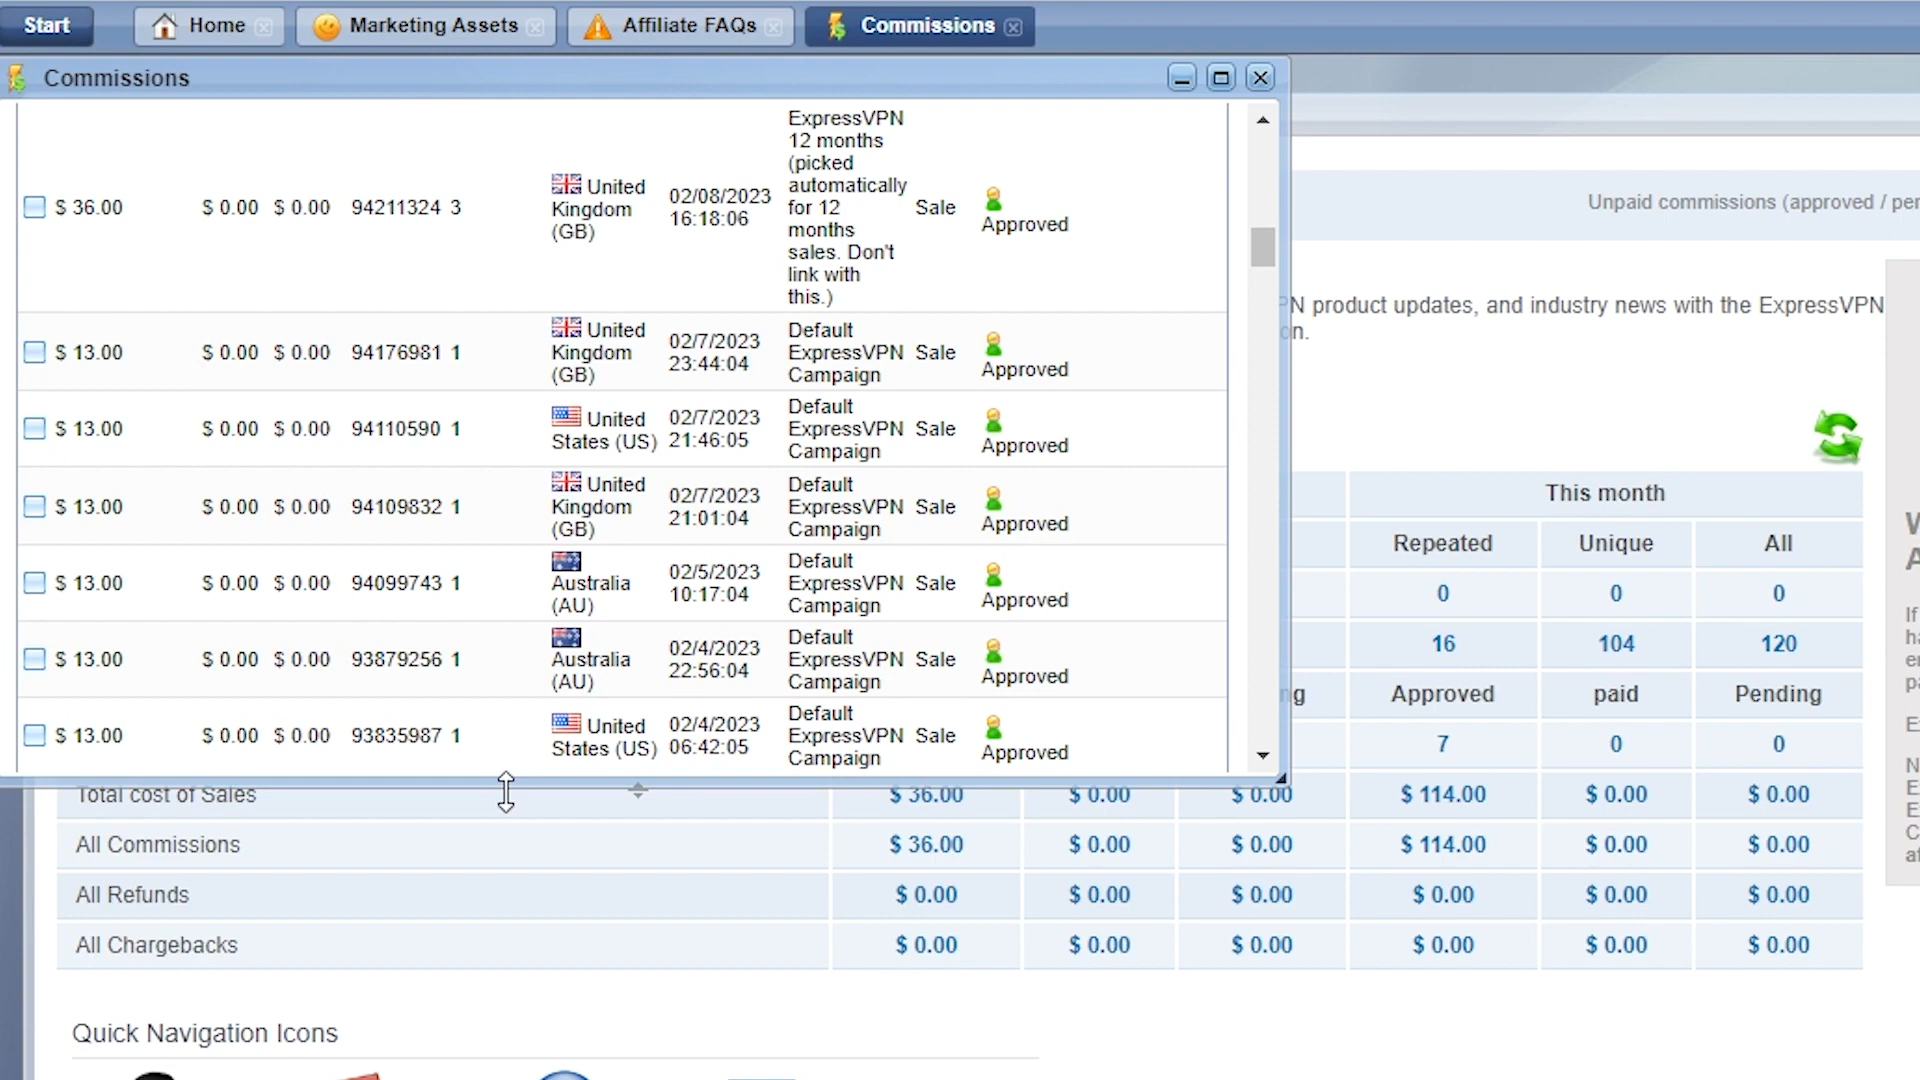 Start
Home
Marketing Assets
Affiliate FAQs
Commissions
Commissions
$ 36.00 $ 0.00 $ 0.00 94211324 3 United Kingdom (GB) 02/08/2023 16:18:06 ExpressVPN 12 months (picked automatically for 12 months sales. Don't link with this.) Sale Approved
$ 13.00 $ 0.00 $ 0.00 94176981 1 United Kingdom (GB) 02/7/2023 23:44:04 Default ExpressVPN Campaign Sale Approved
$ 13.00 $ 0.00 $ 0.00 94110590 1 United States (US) 02/7/2023 21:46:05 Default ExpressVPN Campaign Sale Approved
$ 13.00 $ 0.00 $ 0.00 94109832 1 United Kingdom (GB) 02/7/2023 21:01:04 Default ExpressVPN Campaign Sale Approved
$ 13.00 $ 0.00 $ 0.00 94099743 1 Australia (AU) 02/5/2023 10:17:04 Default ExpressVPN Campaign Sale Approved
$ 13.00 $ 0.00 $ 0.00 93879256 1 Australia (AU) 02/4/2023 22:56:04 Default ExpressVPN Campaign Sale Approved
$ 13.00 $ 0.00 $ 0.00 93835987 1 United States (US) 02/4/2023 06:42:05 Default ExpressVPN Campaign Sale Approved
Unpaid commissions (approved /
product updates, and industry news with the ExpressVPN
This month
Repeated Unique All
0 0 0
16 104 120
Approved paid Pending
7 0 0
Total cost of Sales $ 36.00 $ 0.00 $ 0.00 $ 114.00 $ 0.00 $ 0.00
All Commissions $ 36.00 $ 0.00 $ 0.00 $ 114.00 $ 0.00 $ 0.00
All Refunds $ 0.00 $ 0.00 $ 0.00 $ 0.00 $ 0.00 $ 0.00
All Chargebacks $ 0.00 $ 0.00 $ 0.00 $ 0.00 $ 0.00 $ 0.00
If
Quick Navigation Icons